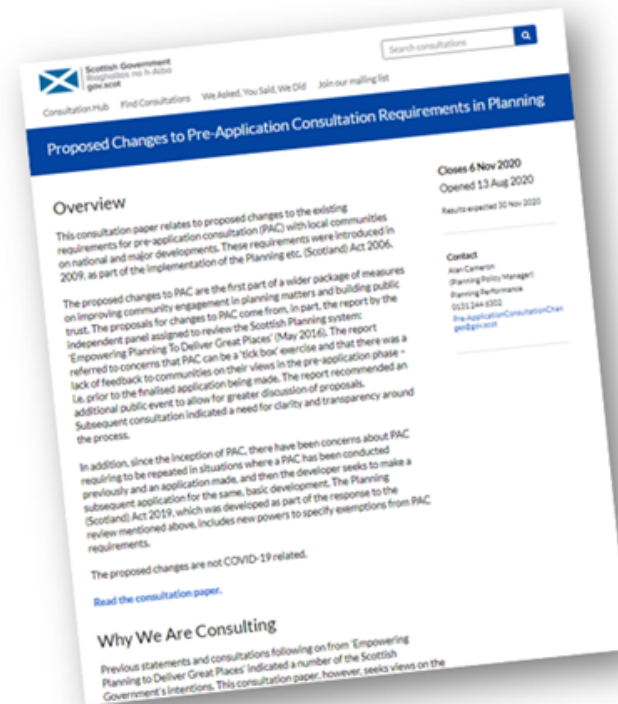 Scottish Government
Riaghaltas na h-Alba
gov.scot
Search consultations
Consultation Hub Find Consultations We Asked, You Said, We Did Join our mailing list
Proposed Changes to Pre-Application Consultation Requirements in Planning
Overview
This consultation paper relates to proposed changes to the existing
requirements for pre-application consultation (PAC) with local communities
on national and major developments. These requirements were introduced in
2009, as part of the implementation of the Planning etc. (Scotland) Act 2006.
The proposed changes to PAC are the first part of a wider package of measures
on improving community engagement in planning matters and building public
trust. The proposals for changes to PAC come from, in part, the report by the
independent panel assigned to review the Scottish Planning system:
'Empowering Planning To Deliver Great Places' (May 2016). The report
referred to concerns that PAC can be a 'tick box' exercise and that there was a
lack of feedback to communities on their views in the pre-application phase –
i.e. prior to the finalised application being made. The report recommended an
additional public event to allow for greater discussion of proposals.
Subsequent consultation indicated a need for clarity and transparency around
the process.
In addition, since the inception of PAC, there have been concerns about PAC
requiring to be repeated in situations where a PAC has been conducted
previously and an application made, and then the developer seeks to make a
subsequent application for the same, basic development. The Planning
(Scotland) Act 2019, which was developed as part of the response to the
review mentioned above, includes new powers to specify exemptions from PAC
requirements.
The proposed changes are not COVID-19 related.
Read the consultation paper.
Why We Are Consulting
Previous statements and consultations following on from 'Empowering
Planning to Deliver Great Places' indicated a number of the Scottish
Government's intentions. This consultation paper, however, seeks views on the
Closes 6 Nov 2020
Opened 13 Aug 2020
Results expected 30 Nov 2020
Contact
Alan Cameron
(Planning Policy Manager)
Planning Performance
0131 244 6302
Pre-ApplicationConsultationChan
ges@gov.scot